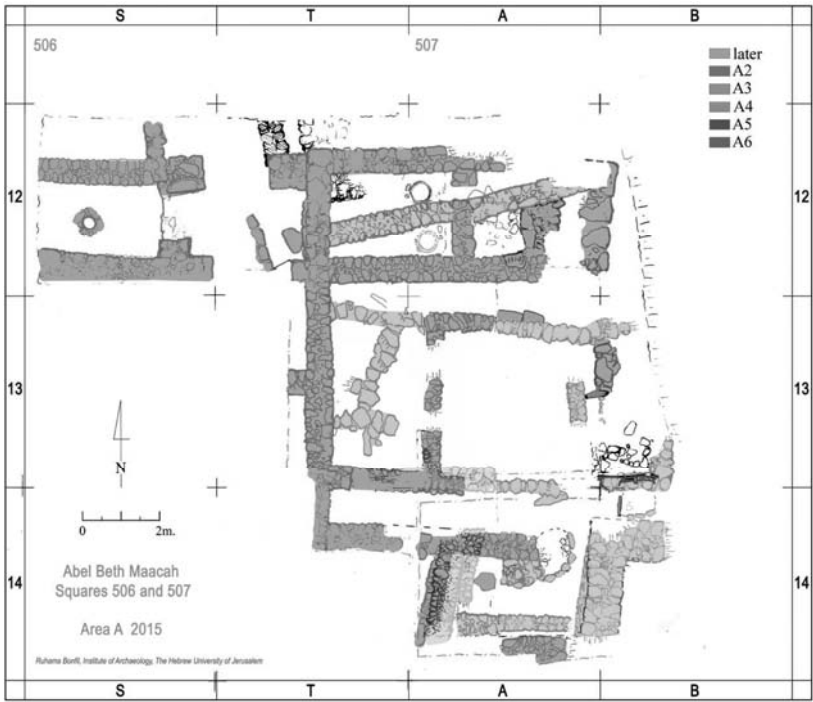 S T A B
506
507
later
A2
A3
A4
A5
A6
12
12
13
13
N
0 2m.
Abel Beth Maacah
Squares 506 and 507
Area A 2015
14
14
Ruhama Bonfil, Institute of Archaeology, The Hebrew University of Jerusalem
S T A B